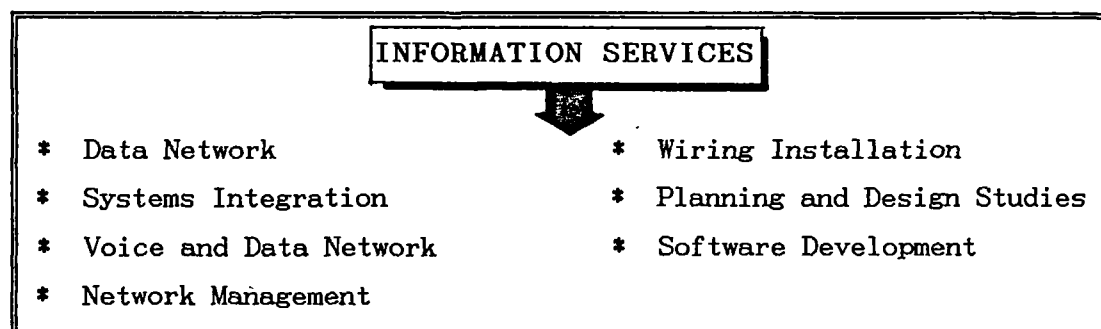 INFORMATION SERVICES
* Data Network
* Systems Integration
* Voice and Data Network
* Network Management
* Wiring Installation
* Planning and Design Studies
* Software Development